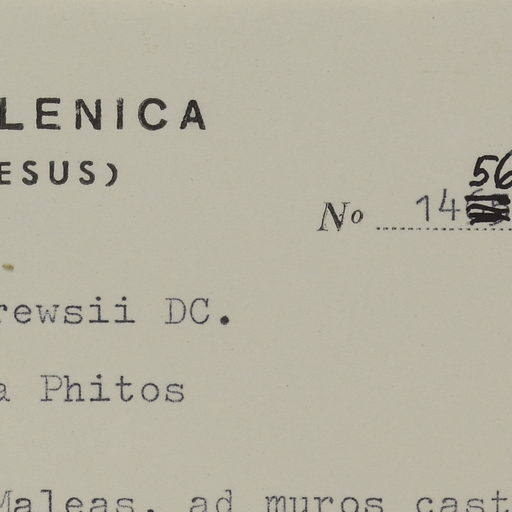 LENICA
ESUS)
56
No 14
rewsii DC.
a Phitos
Maleas, ad muros cast